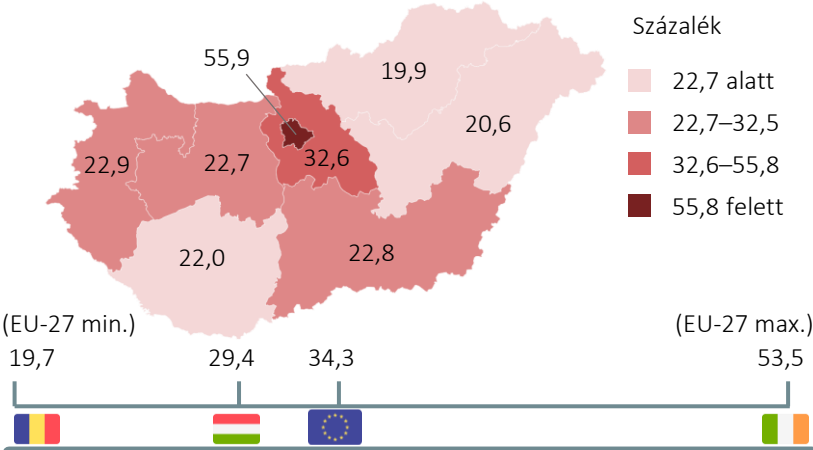 Százalék
22,7 alatt
22,7–32,5
32,6–55,8
55,8 felett
55,9
19,9
20,6
32,6
22,9
22,7
22,0
22,8
(EU-27 min.)
(EU-27 max.)
19,7
29,4
34,3
53,5